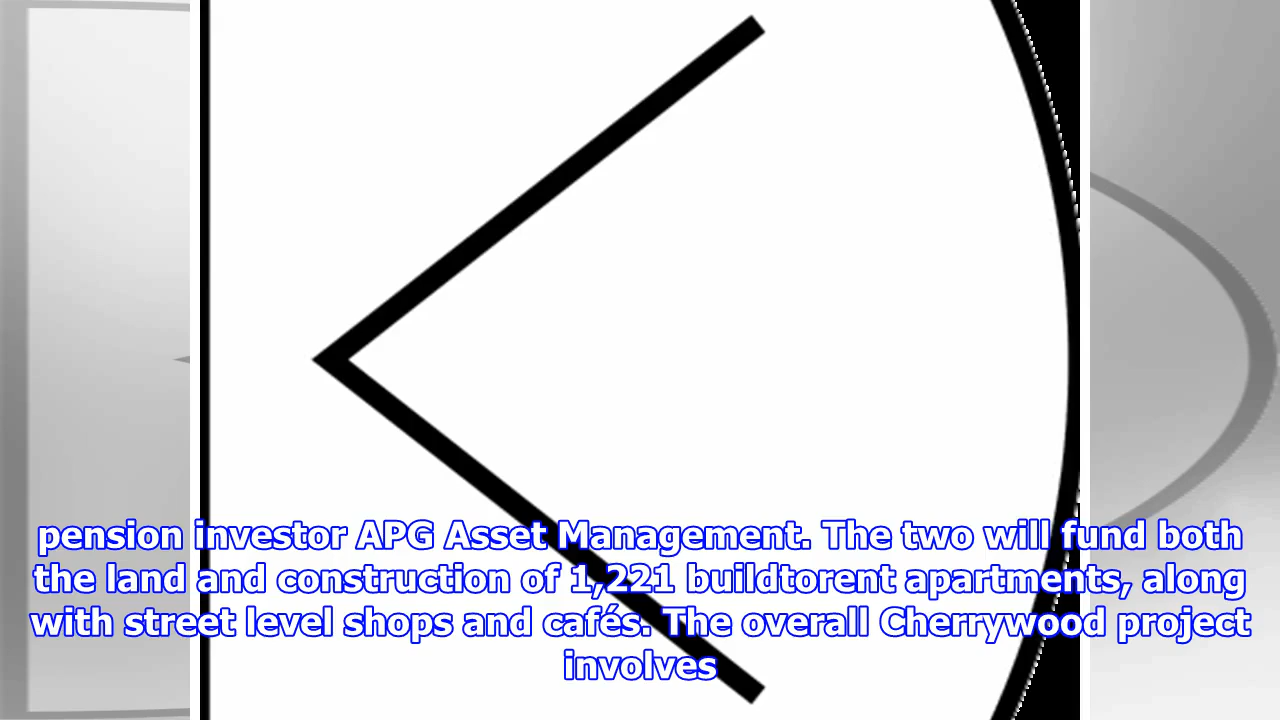 pension investor APG Asset Management. The two will fund both
the land and construction of 1,221 buildtorent apartments, along
with street level shops and cafés. The overall Cherrywood project
involves